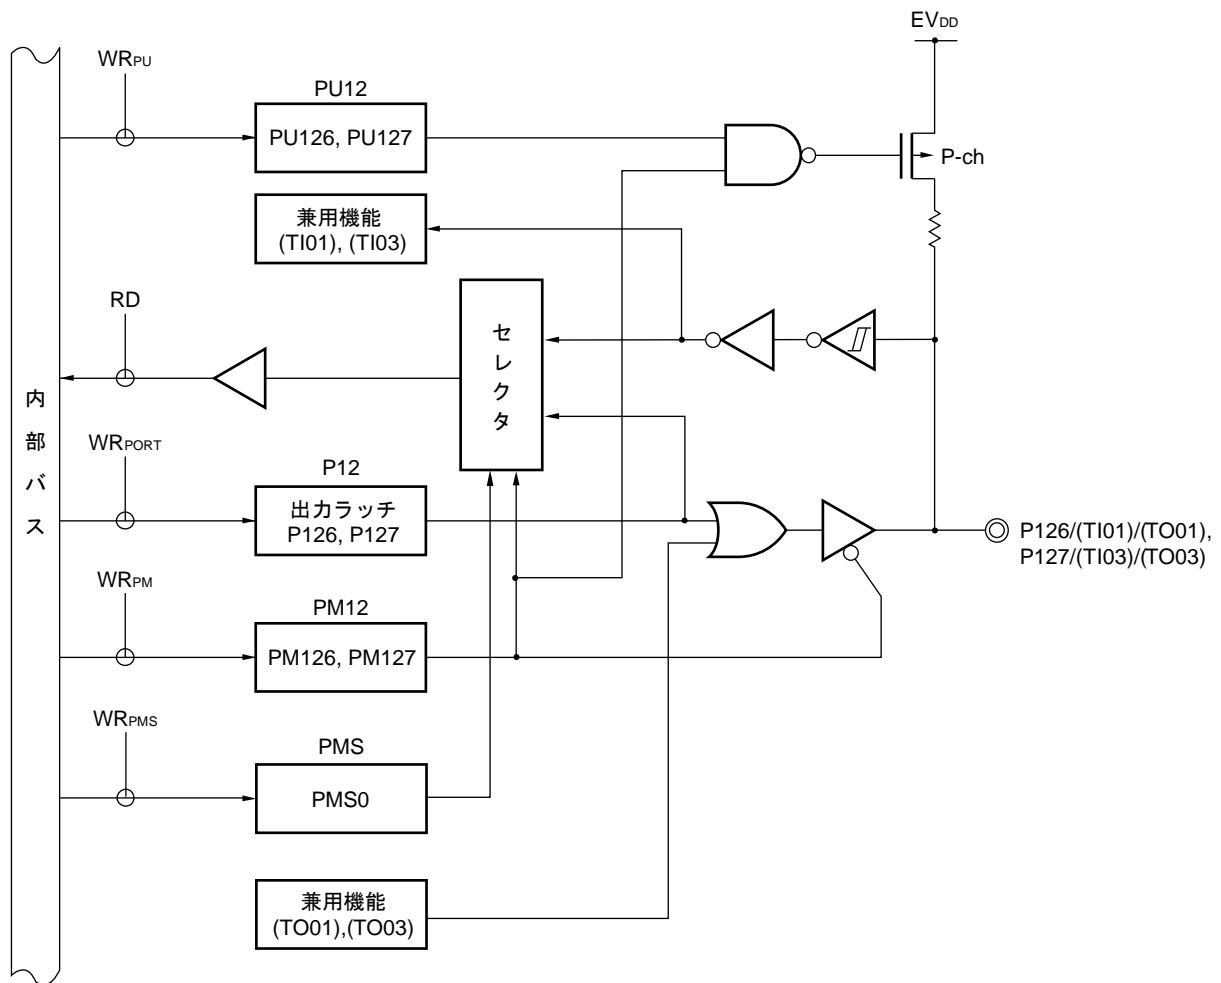 EVDD
WRPU
PU12
PU126, PU127
P-ch
兼用機能
(TI01), (TI03)
RD
セレクタ
内部バス
WRPORT
P12
出力ラッチ
P126, P127
P126/(TI01)/(TO01),
P127/(TI03)/(TO03)
WRPM
PM12
PM126, PM127
WRPMS
PMS
PMS0
兼用機能
(TO01),(TO03)